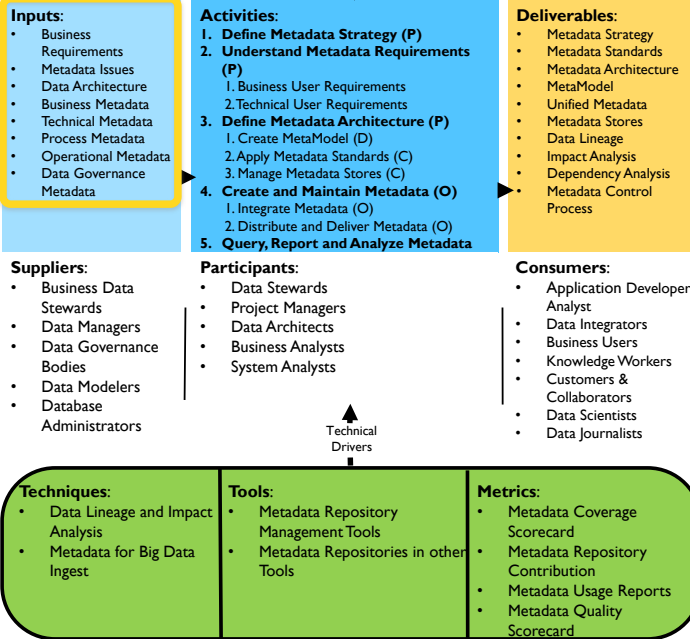 Inputs:
• Business
Requirements
• Metadata Issues
• Data Architecture
• Business Metadata
• Technical Metadata
• Process Metadata
• Operational Metadata
• Data Governance
Metadata
Activities:
1. Define Metadata Strategy (P)
2. Understand Metadata Requirements
(P)
1. Business User Requirements
2. Technical User Requirements
3. Define Metadata Architecture (P)
1. Create MetaModel (D)
2. Apply Metadata Standards (C)
3. Manage Metadata Stores (C)
4. Create and Maintain Metadata (O)
1. Integrate Metadata (O)
2. Distribute and Deliver Metadata (O)
5. Query, Report and Analyze Metadata
Deliverables:
• Metadata Strategy
• Metadata Standards
• Metadata Architecture
• MetaModel
• Unified Metadata
• Metadata Stores
• Data Lineage
• Impact Analysis
• Dependency Analysis
• Metadata Control
Process
Suppliers:
• Business Data
Stewards
• Data Managers
• Data Governance
Bodies
• Data Modelers
• Database
Administrators
Participants:
• Data Stewards
• Project Managers
• Data Architects
• Business Analysts
• System Analysts
Consumers:
• Application Developer
Analyst
• Data Integrators
• Business Users
• Knowledge Workers
• Customers &
Collaborators
• Data Scientists
• Data Journalists
Technical
Drivers
Techniques:
• Data Lineage and Impact
Analysis
• Metadata for Big Data
Ingest
Tools:
• Metadata Repository
Management Tools
• Metadata Repositories in other
Tools
Metrics:
• Metadata Coverage
Scorecard
• Metadata Repository
Contribution
• Metadata Usage Reports
• Metadata Quality
Scorecard